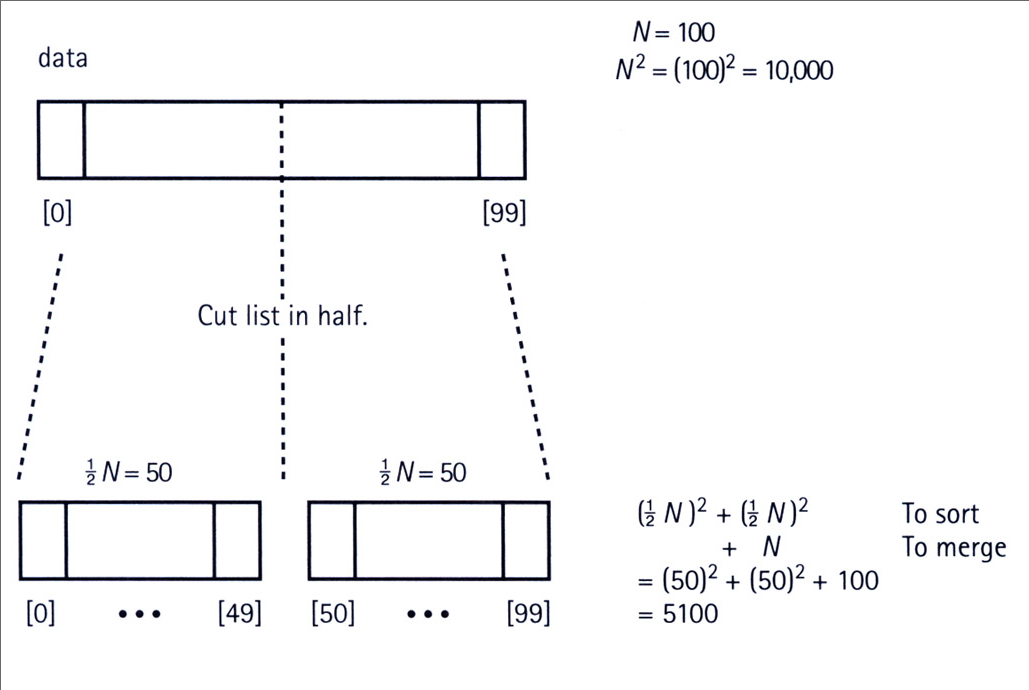 data
N = 100
N² = (100)² = 10,000
[0] [99]
Cut list in half.
½ N = 50 ½ N = 50
(½ N)² + (½ N)² To sort
+ N To merge
= (50)² + (50)² + 100
[0] ••• [49] [50] ••• [99]
= 5100